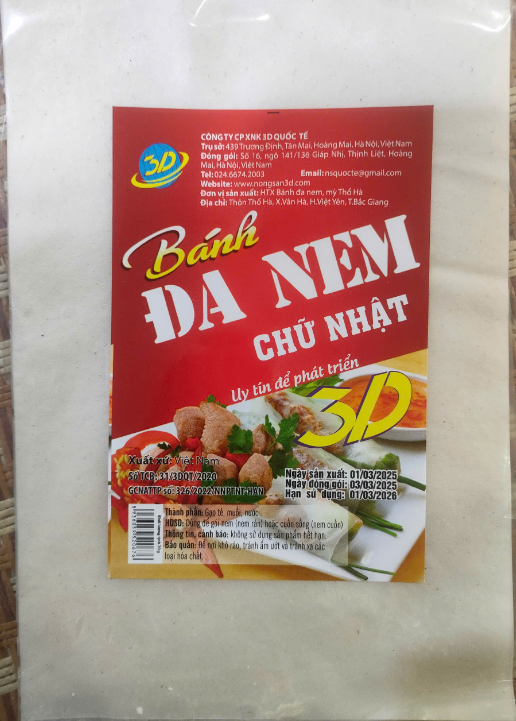 3D
CÔNG TY CP XNK 3D QUỐC TẾ
Trụ sở: 439 Trương Định, Tân Mai, Hoàng Mai, Hà Nội, Việt Nam
Đóng gói: Số 16, ngõ 141/136 Giáp Nhị, Thịnh Liệt, Hoàng
Mai, Hà Nội, Việt Nam
Tel: 024.6674.2003 Email: nsquocte@gmail.com
Website: www.nongsan3d.com
Đơn vị sản xuất: HTX Bánh đa nem, mỳ Thổ Hà
Địa chỉ: Thôn Thổ Hà, X.Vân Hà, H.Việt Yên, T.Bắc Giang
Bánh
ĐA NEM
CHỮ NHẬT
Uy tín để phát triển
3D
Xuất xứ: Việt Nam
Số TCB: 31/3DQT/2020
GCNATTP số: 326/2022/NNPTNT-HAN
Ngày sản xuất: 01/03/2025
Ngày đóng gói: 03/03/2025
Hạn sử dụng: 01/03/2026
Thành phần: Gạo tẻ, muối, nước
HDSD: Dùng để gói nem (nem rán) hoặc cuốn sống (nem cuốn)
Thông tin, cảnh báo: không sử dụng sản phẩm hết hạn.
Bảo quản: Để nơi khô ráo, tránh ẩm ướt và tránh xa các
loại hóa chất